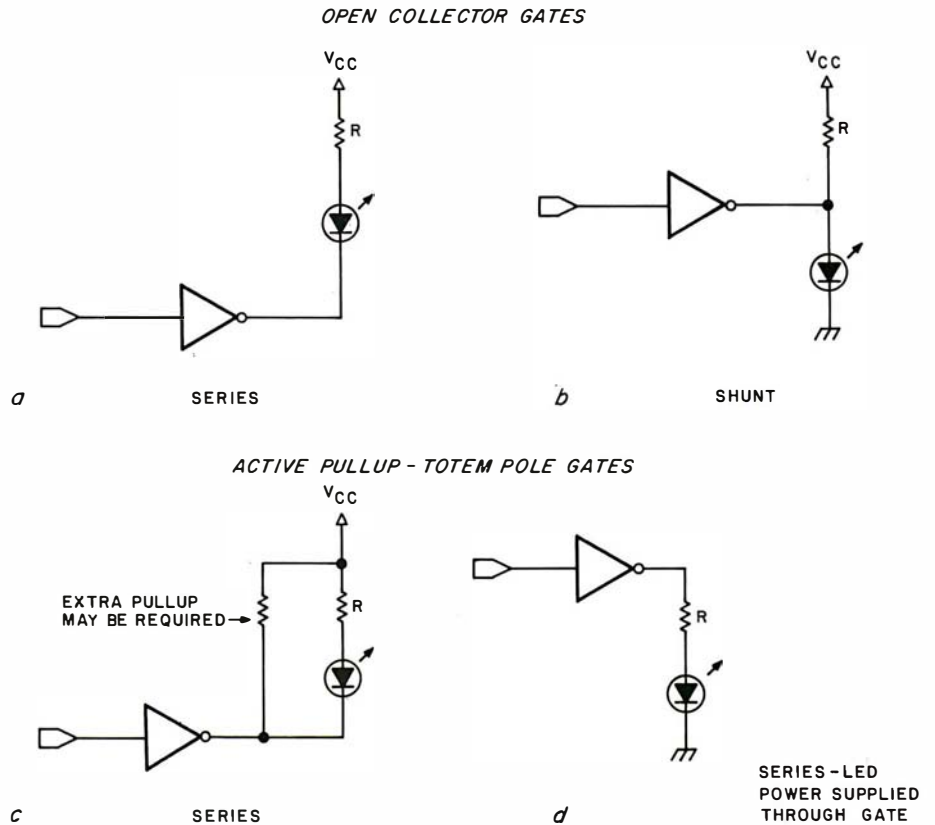 OPEN COLLECTOR GATES
VCC
R
a
SERIES
VCC
R
b
SHUNT
ACTIVE PULLUP - TOTEM POLE GATES
VCC
EXTRA PULLUP
MAY BE REQUIRED
R
c
SERIES
R
d
SERIES-LED
POWER SUPPLIED
THROUGH GATE